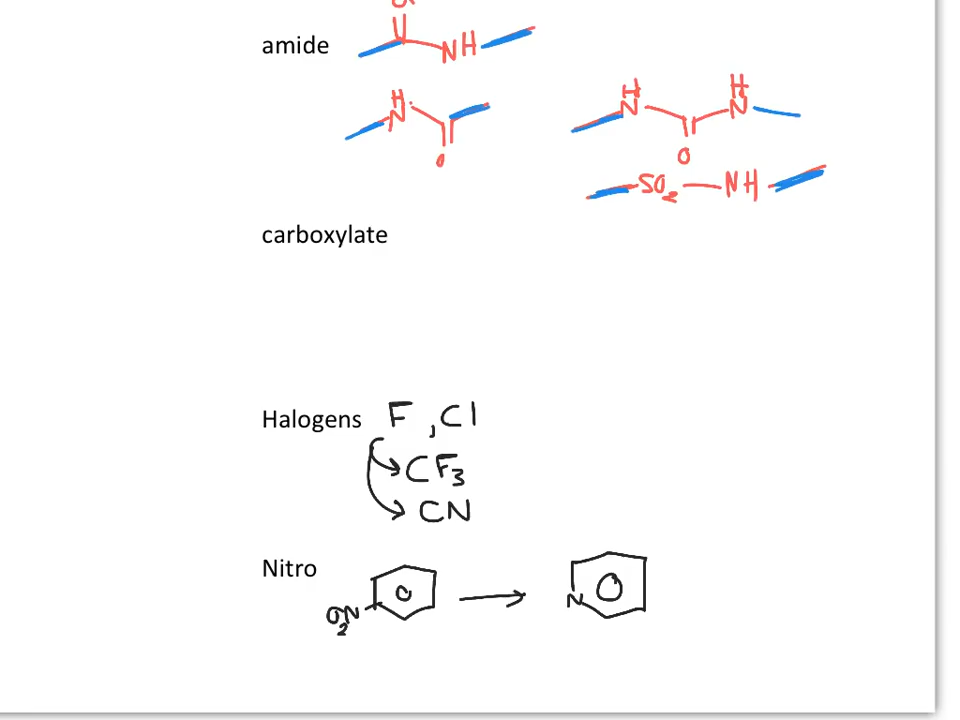 amide
NH
H
N
O
H
N
H
N
O
SO2
NH
carboxylate
Halogens F, Cl
CF3
CN
Nitro
O2N
N